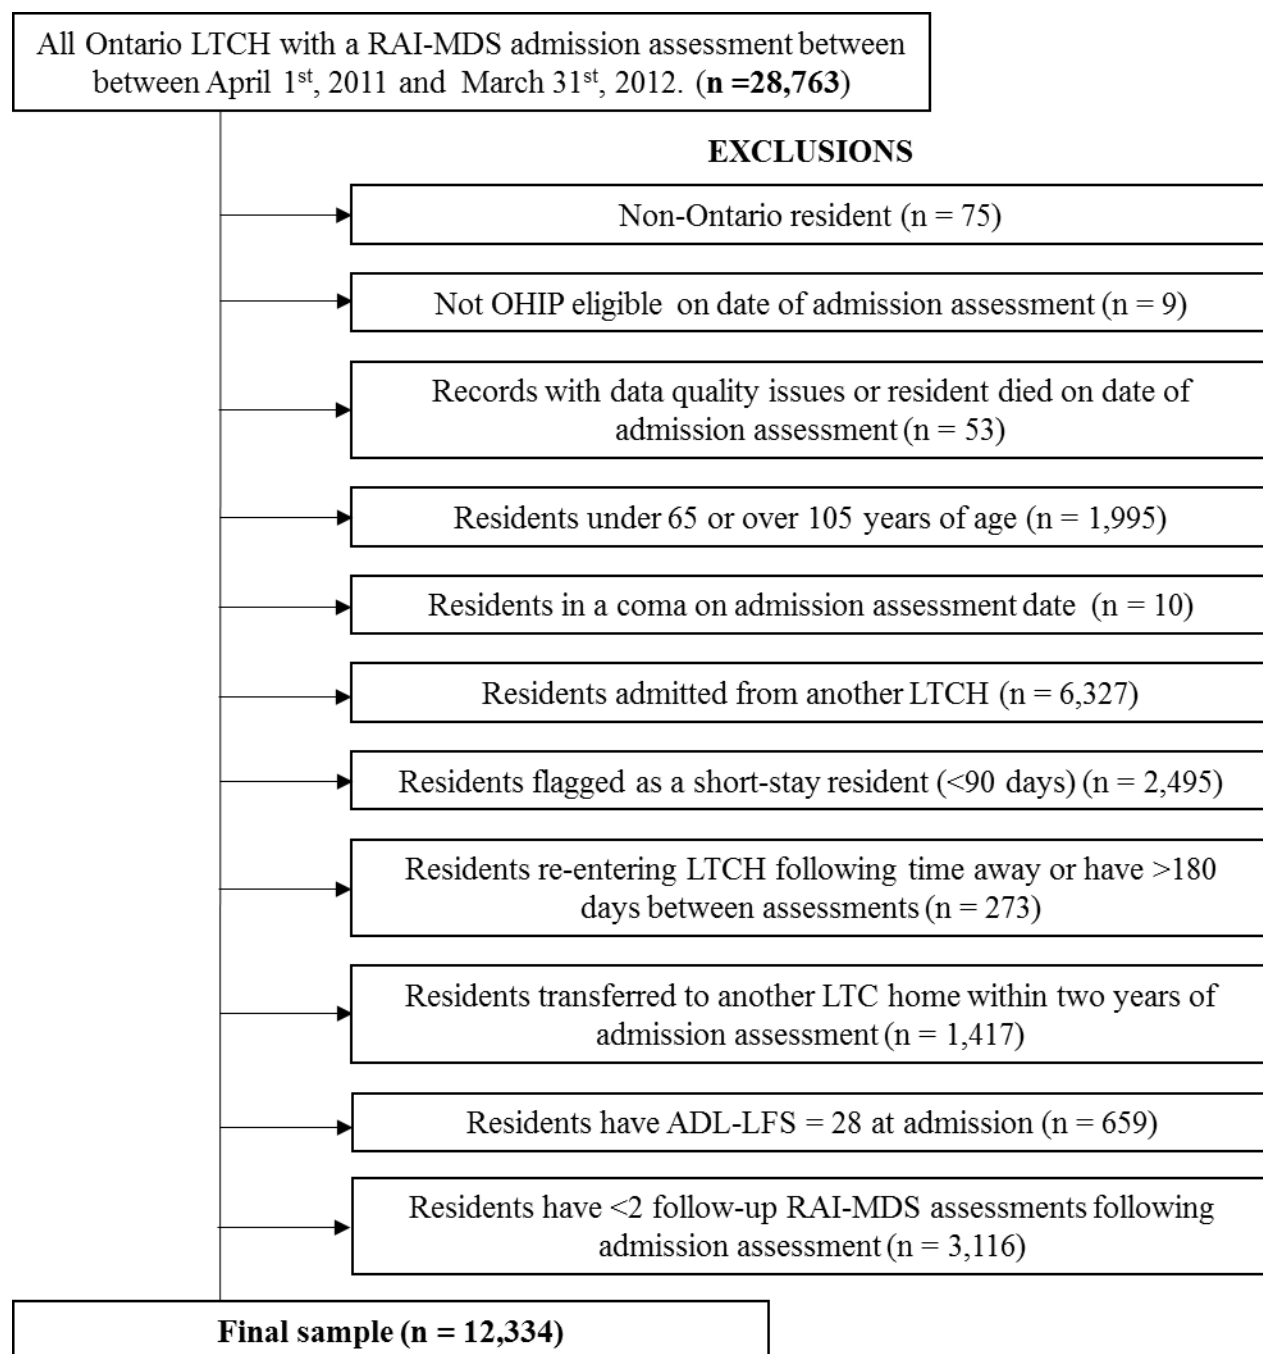 All Ontario LTCH with a RAI-MDS admission assessment between
between April 1st, 2011 and March 31st, 2012. (n =28,763)
EXCLUSIONS
Non-Ontario resident (n = 75)
Not OHIP eligible on date of admission assessment (n = 9)
Records with data quality issues or resident died on date of
admission assessment (n = 53)
Residents under 65 or over 105 years of age (n = 1,995)
Residents in a coma on admission assessment date (n = 10)
Residents admitted from another LTCH (n = 6,327)
Residents flagged as a short-stay resident (<90 days) (n = 2,495)
Residents re-entering LTCH following time away or have >180
days between assessments (n = 273)
Residents transferred to another LTC home within two years of
admission assessment (n = 1,417)
Residents have ADL-LFS = 28 at admission (n = 659)
Residents have <2 follow-up RAI-MDS assessments following
admission assessment (n = 3,116)
Final sample (n = 12,334)